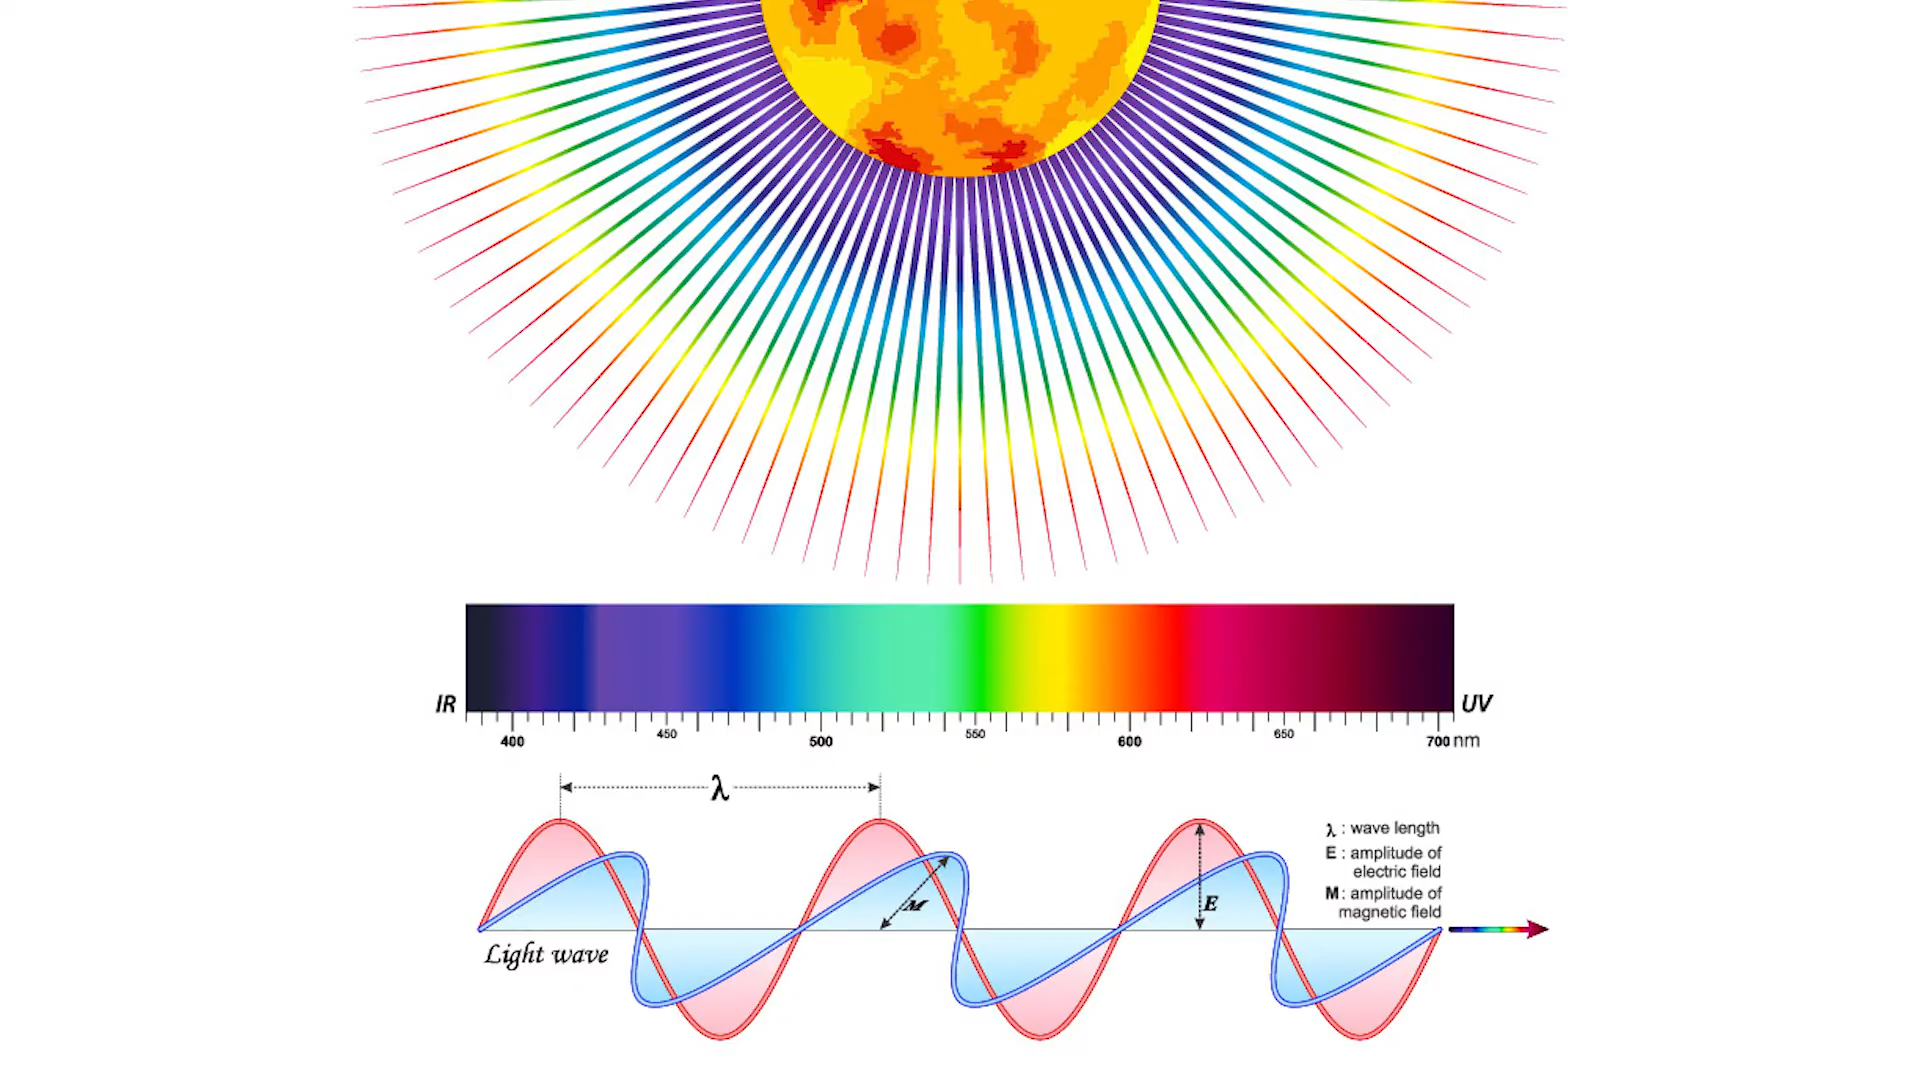 IR UV
400 450 500 550 600 650 700 nm
λ
λ : wave length
E : amplitude of
electric field
M : amplitude of
magnetic field
M
E
Light wave